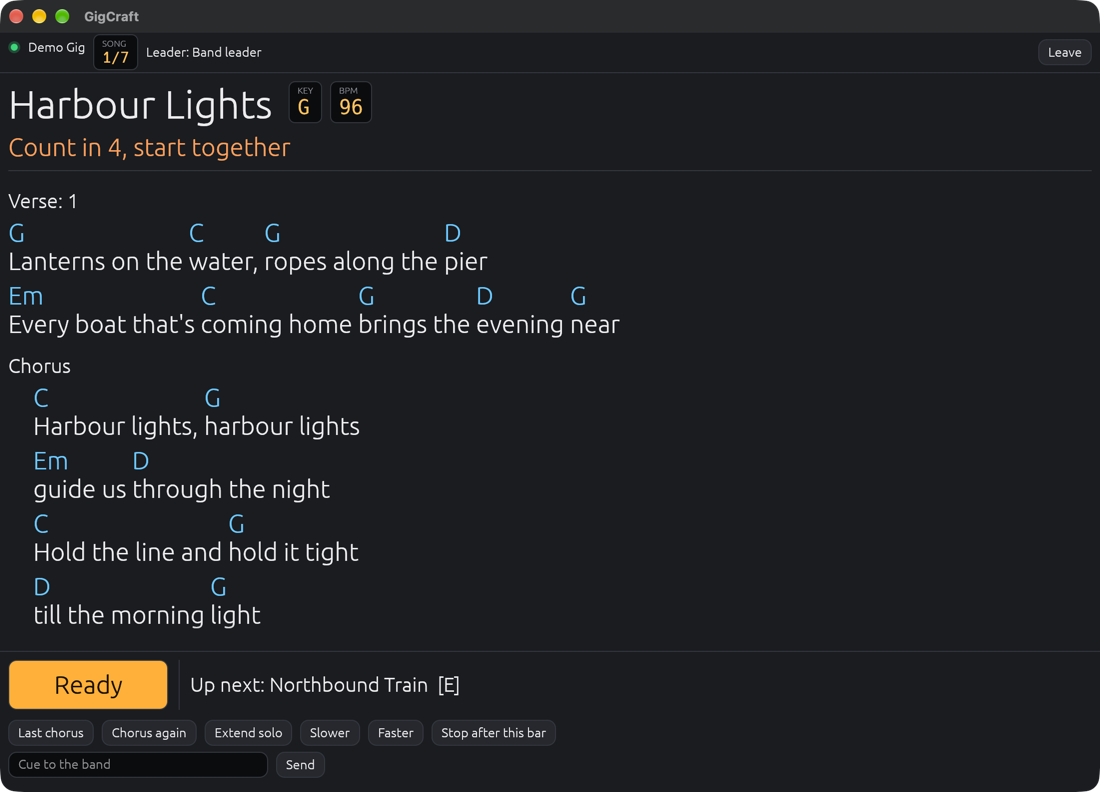 GigCraft
Demo Gig SONG 1/7 Leader: Band leader Leave
Harbour Lights KEY G BPM 96
Count in 4, start together
Verse: 1
G C G D
Lanterns on the water, ropes along the pier
Em C G D G
Every boat that's coming home brings the evening near
Chorus
C G
Harbour lights, harbour lights
Em D
guide us through the night
C G
Hold the line and hold it tight
D G
till the morning light
Ready Up next: Northbound Train [E]
Last chorus Chorus again Extend solo Slower Faster Stop after this bar
Cue to the band Send